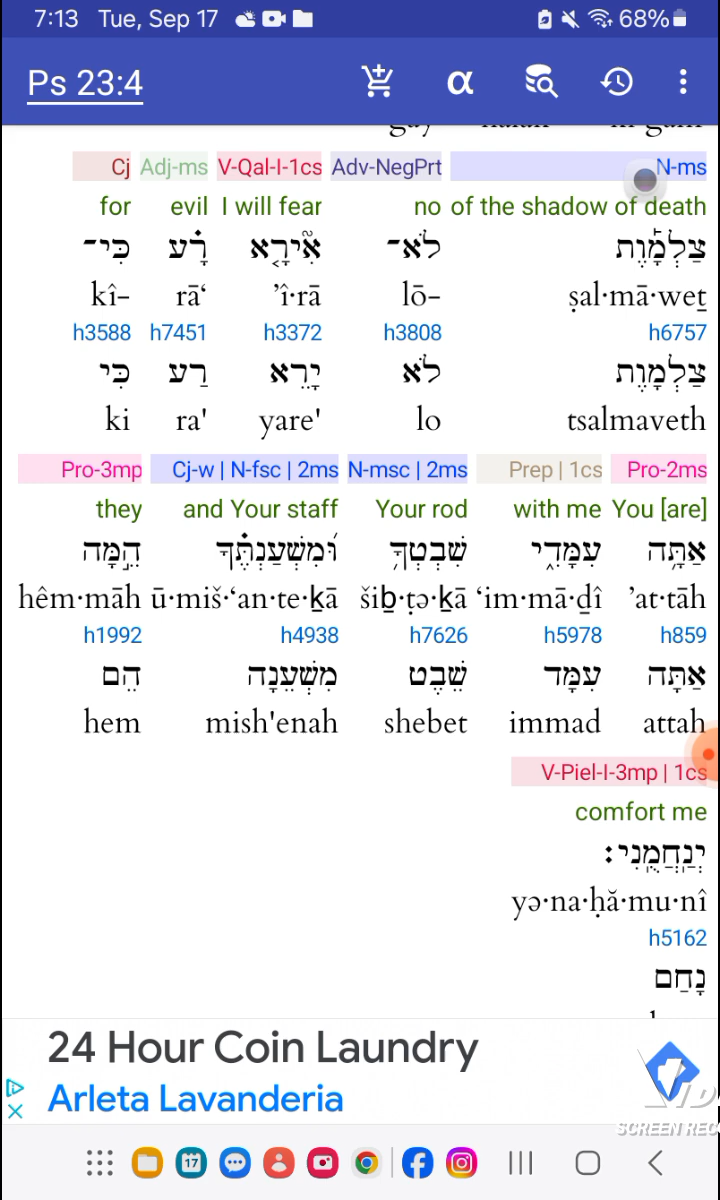 7:13 Tue, Sep 17 68%
Ps 23:4 α
Cj Adj-ms V-Qal-I-1cs Adv-NegPrt N-ms
for evil I will fear no of the shadow of death
צַלְמָ֡וֶת לֹא־ אִ֘ירָ֤א רָ֗ע כִּי־
kî- rā‘ ’î·rā lō- ṣal·mā·weṯ
h3588 h7451 h3372 h3808 h6757
צַלְמָוֶת לֹא יָרֵא רַע כִּי
ki ra' yare' lo tsalmaveth
Pro-3mp Cj-w | N-fsc | 2ms N-msc | 2ms Prep | 1cs Pro-2ms
they and Your staff Your rod with me You [are]
אַתָּ֥ה עִמָּדִ֑י שִׁבְטְךָ֥ וּ֝מִשְׁעַנְתֶּ֗ךָ הֵ֣מָּה
hêm·māh ū·miš·‘an·te·ḵā šiḇ·ṭə·ḵā ‘im·mā·ḏî ’at·tāh
h1992 h4938 h7626 h5978 h859
אַתָּה עִמָּד שֵׁבֶט מִשְׁעֵנָה הֵם
hem mish'enah shebet immad attah
V-Piel-I-3mp | 1cs
comfort me
יְנַֽחֲמֻֽנִי׃
yə·na·ḥă·mu·nî
h5162
נָחַם
24 Hour Coin Laundry
Arleta Lavanderia
17
SCREEN REC